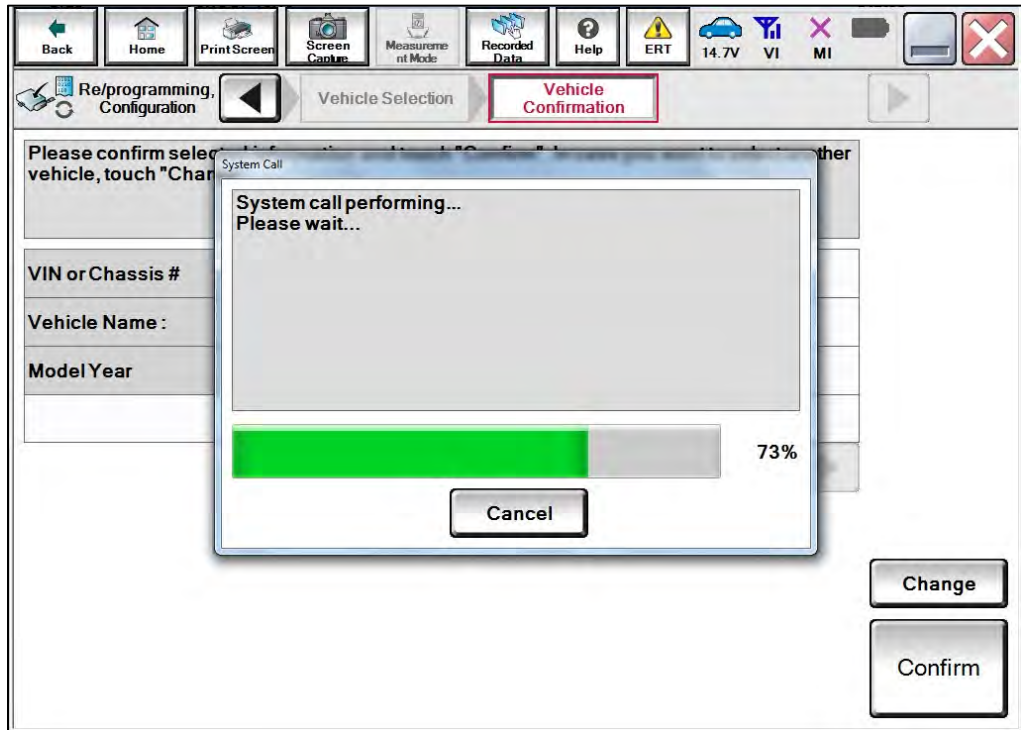 Back
Home
Print Screen
Screen
Capture
Measureme
nt Mode
Recorded
Data
Help
ERT
14.7V
VI
MI
Re/programming,
Configuration
Vehicle Selection
Vehicle
Confirmation
Please confirm
ther
vehicle, touch "Char
System Call
System call performing...
Please wait...
VIN or Chassis #
Vehicle Name :
Model Year
73%
Cancel
Change
Confirm